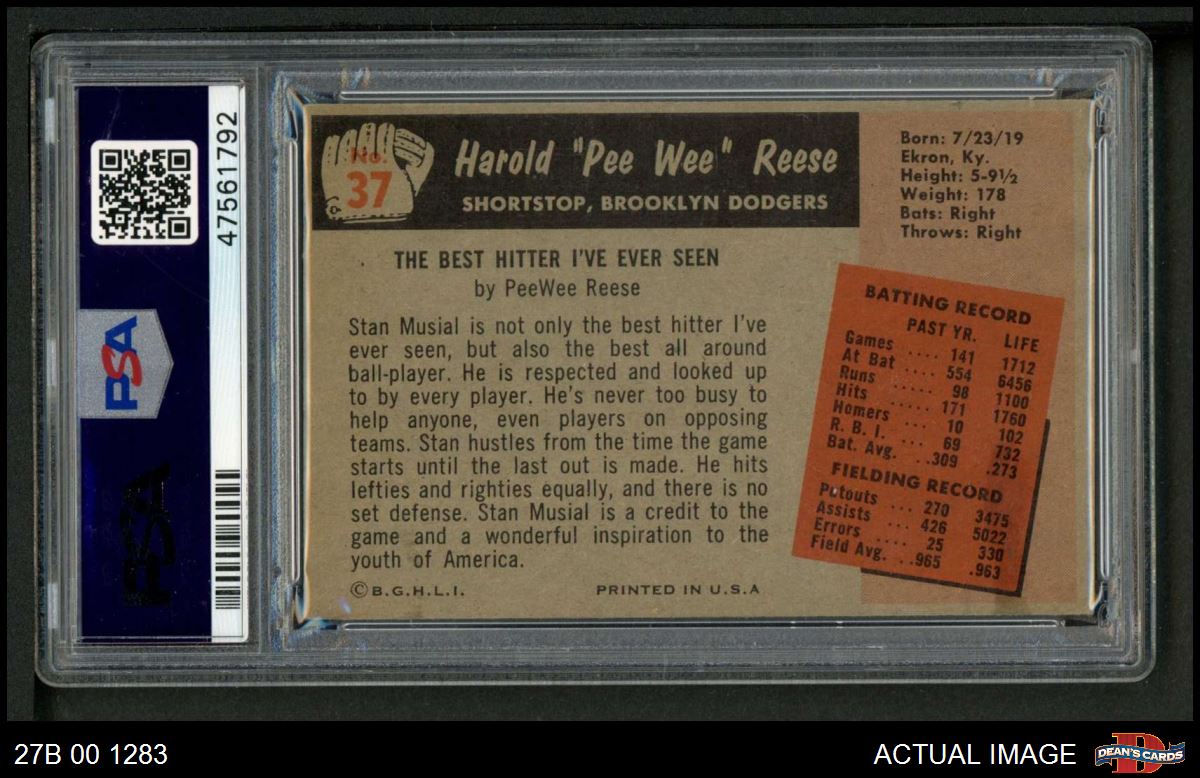 47561792
PSA
PSA
No.
37
Harold "Pee Wee" Reese
SHORTSTOP, BROOKLYN DODGERS
Born: 7/23/19
Ekron, Ky.
Height: 5-9½
Weight: 178
Bats: Right
Throws: Right
THE BEST HITTER I'VE EVER SEEN
by PeeWee Reese
Stan Musial is not only the best hitter I've
ever seen, but also the best all around
ball-player. He is respected and looked up
to by every player. He's never too busy to
help anyone, even players on opposing
teams. Stan hustles from the time the game
starts until the last out is made. He hits
lefties and righties equally, and there is no
set defense. Stan Musial is a credit to the
game and a wonderful inspiration to the
youth of America.
©B.G.H.L.I. PRINTED IN U.S.A
BATTING RECORD
PAST YR. LIFE
Games .... 141 1712
At Bat .... 554 6456
Runs ..... 98 1100
Hits ..... 171 1760
Homers .... 10 102
R. B. I. ... 69 732
Bat. Avg. ...309 .273
FIELDING RECORD
Putouts ... 270 3475
Assists ... 426 5022
Errors .... 25 330
Field Avg. ...965 .963
27B 00 1283
ACTUAL IMAGE
D
DEAN'S CARDS